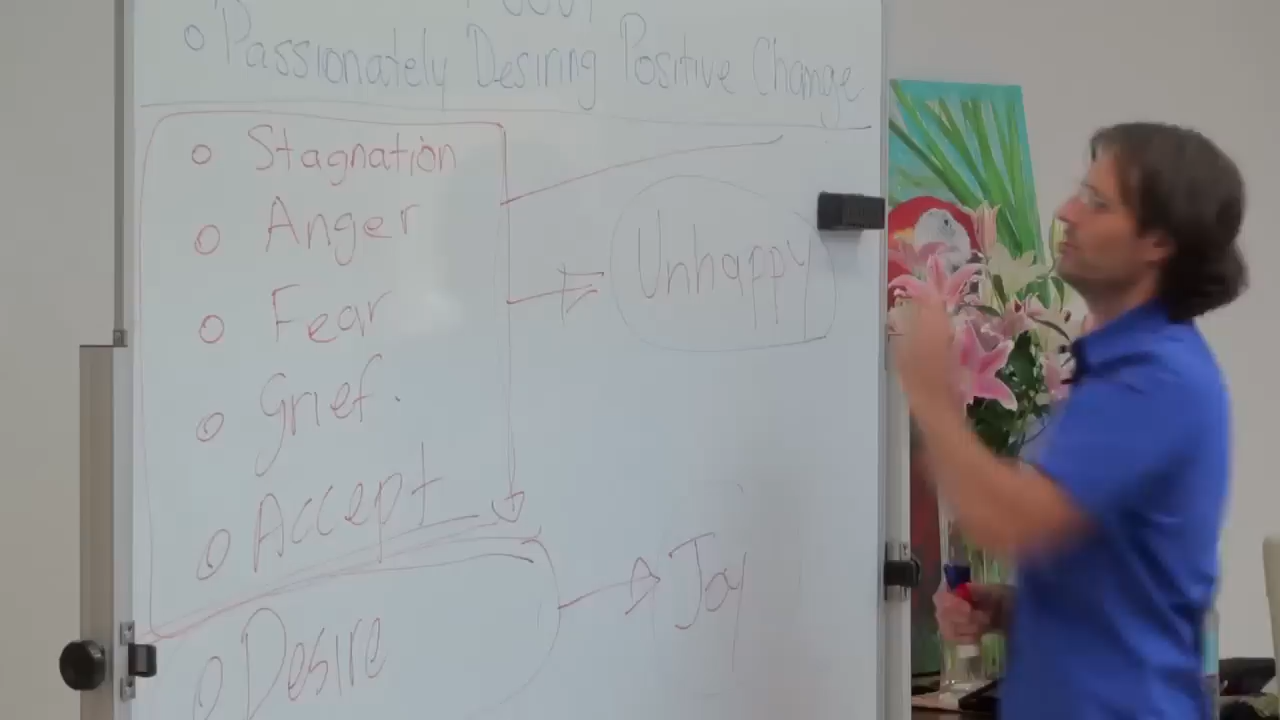 Passionately Desiring Positive Change
Stagnation
Anger
Unhappy
Fear
Grief.
Accept
Joy
Desire